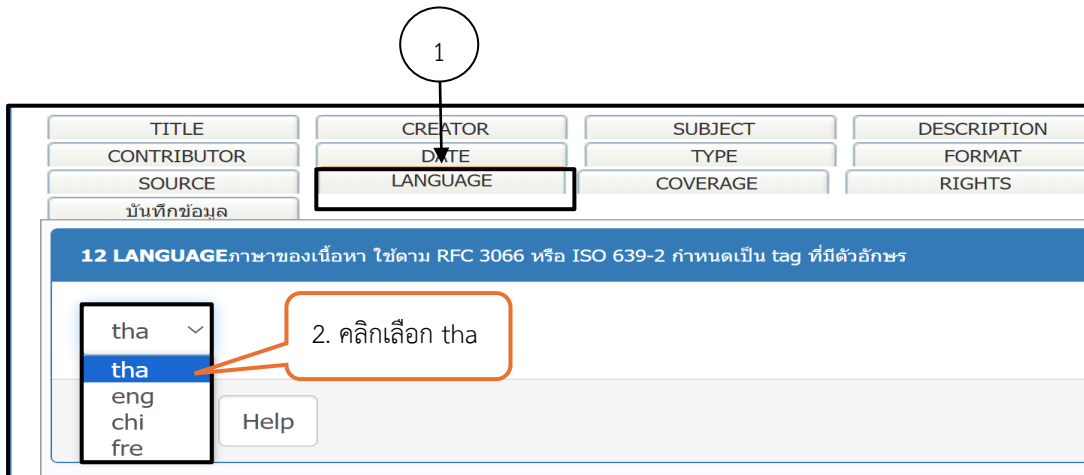 1
TITLE CREATOR SUBJECT DESCRIPTION
CONTRIBUTOR DATE TYPE FORMAT
SOURCE LANGUAGE COVERAGE RIGHTS
บันทึกข้อมูล
12 LANGUAGEภาษาของเนื้อหา ใช้ตาม RFC 3066 หรือ ISO 639-2 กำหนดเป็น tag ที่มีตัวอักษร
tha
2. คลิกเลือก tha
tha
eng
chi
fre
Help